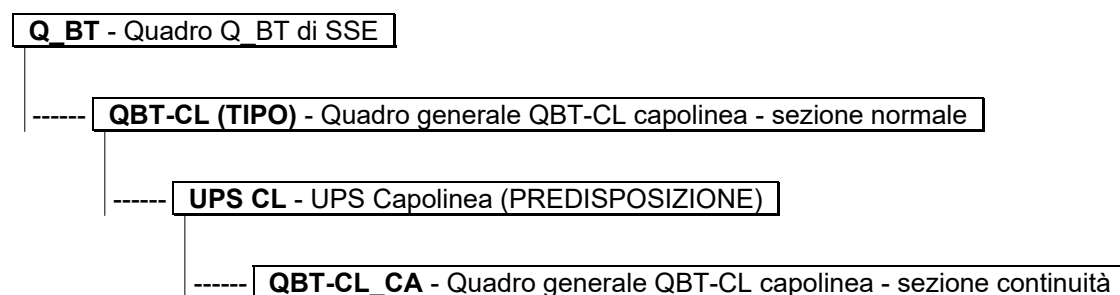 Q_BT - Quadro Q_BT di SSE
------ QBT-CL (TIPO) - Quadro generale QBT-CL capolinea - sezione normale
------ UPS CL - UPS Capolinea (PREDISPOSIZIONE)
------ QBT-CL_CA - Quadro generale QBT-CL capolinea - sezione continuità